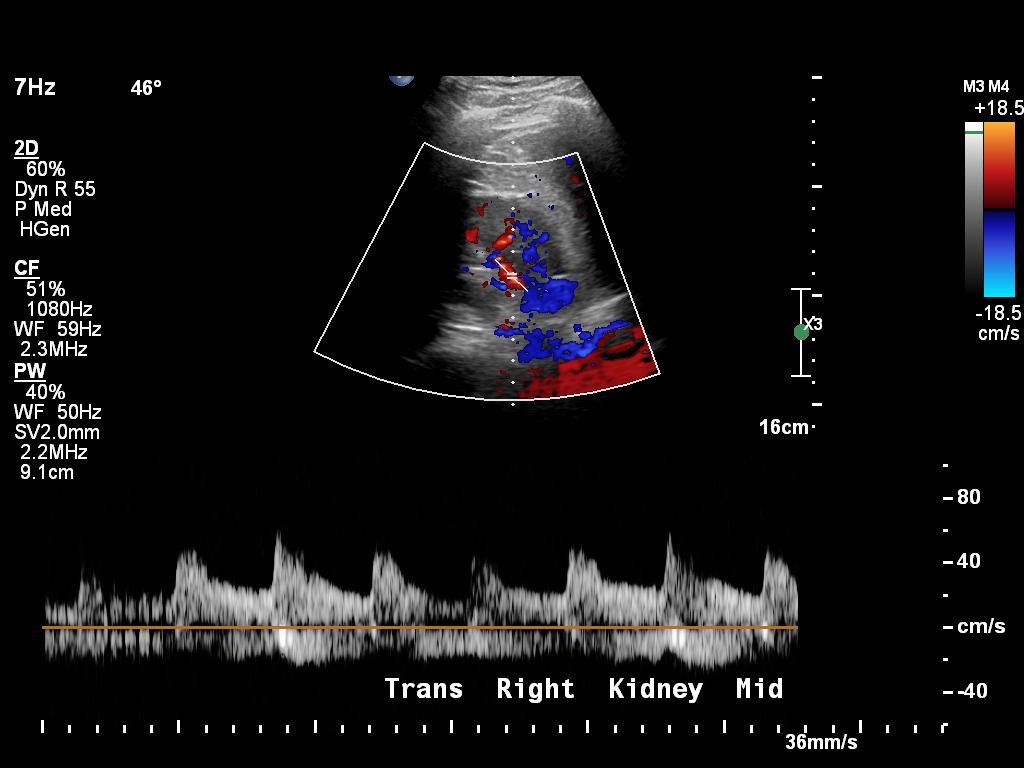 7Hz 46°
M3 M4
+18.5
2D
60%
Dyn R 55
P Med
HGen
CF
51%
1080Hz
WF 59Hz
2.3MHz
-18.5
cm/s
x3
PW
40%
WF 50Hz
SV2.0mm
2.2MHz
9.1cm
16cm
80
40
cm/s
-40
Trans Right Kidney Mid
36mm/s